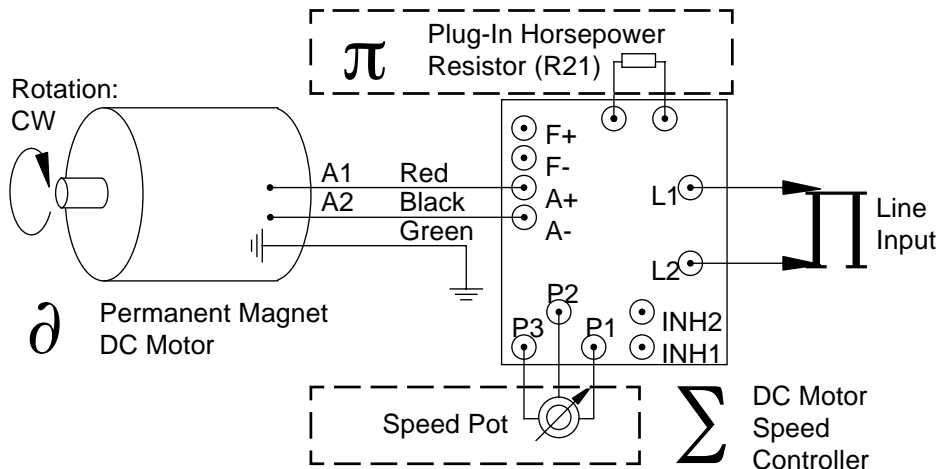 π
Plug-In Horsepower
Resistor (R21)
Rotation:
CW
F+
F-
A1
Red
A+
A2
Black
A-
Green
L1
L2
∏
Line
Input
∂
Permanent Magnet
DC Motor
P2
P3
P1
INH2
INH1
Speed Pot
∑
DC Motor
Speed
Controller